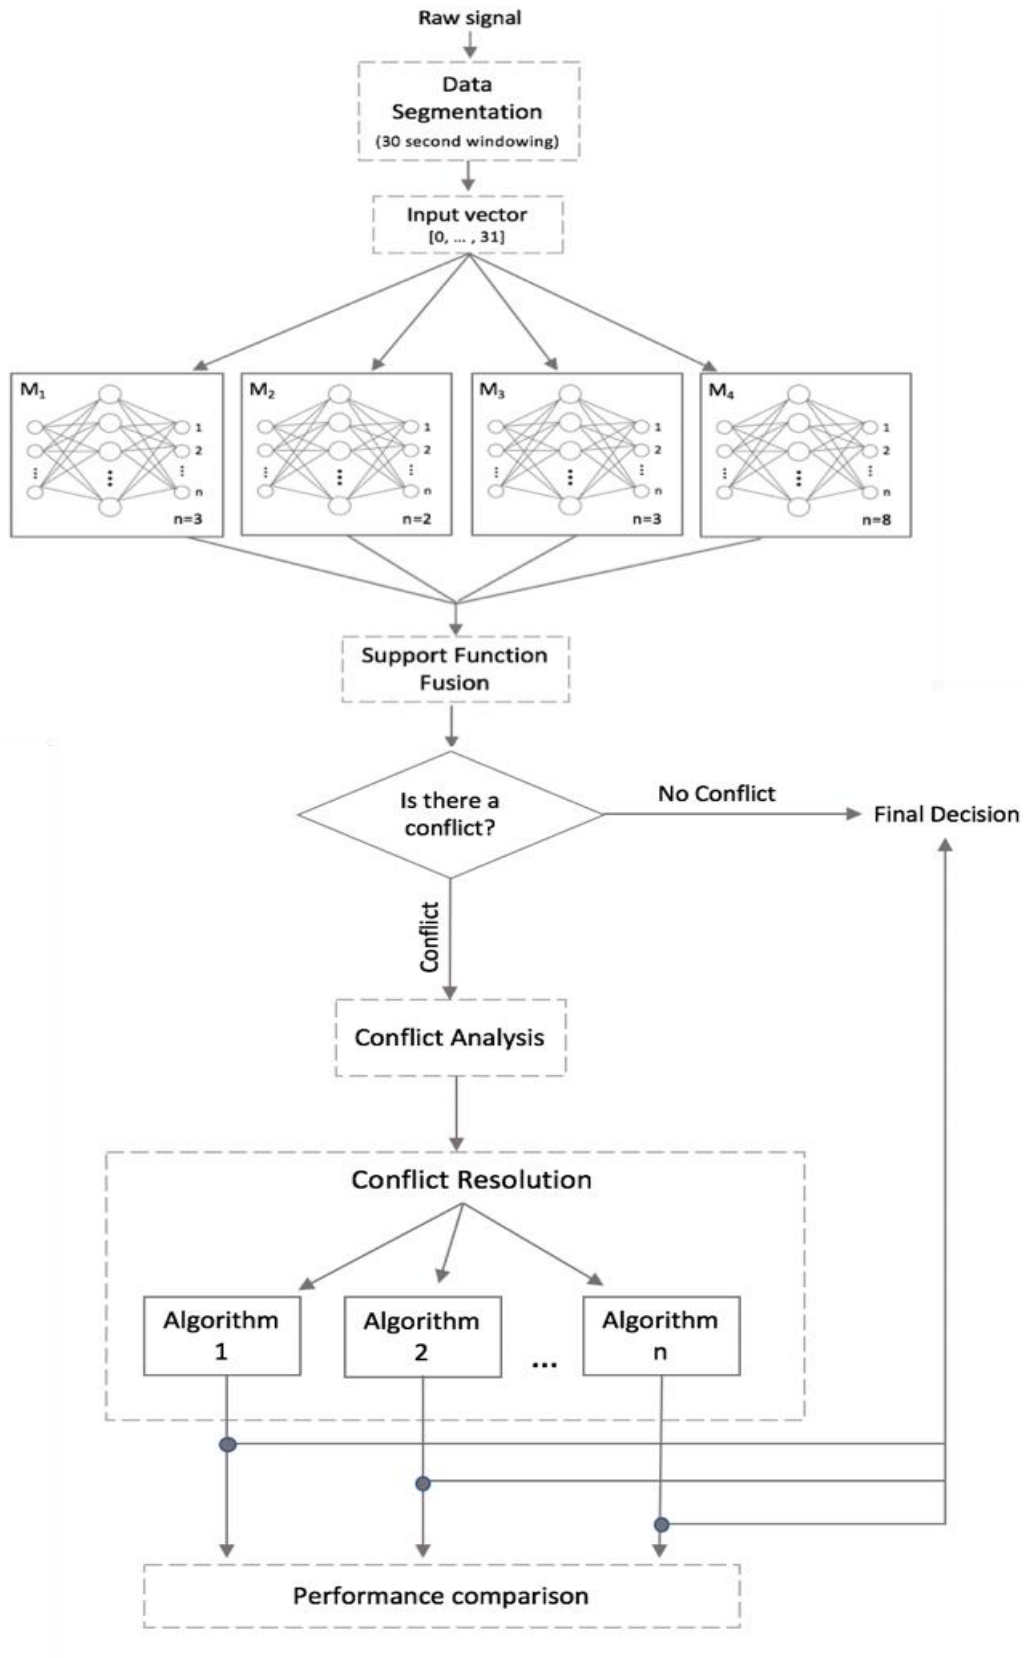 Raw signal
Data
Segmentation
(30 second windowing)
Input vector
[0, ... , 31]
M1
1
2
...
n
n=3
M2
1
2
...
n
n=2
M3
1
2
...
n
n=3
M4
1
2
...
n
n=8
Support Function
Fusion
Is there a
conflict?
No Conflict
Final Decision
Conflict
Conflict Analysis
Conflict Resolution
Algorithm
1
Algorithm
2
...
Algorithm
n
Performance comparison